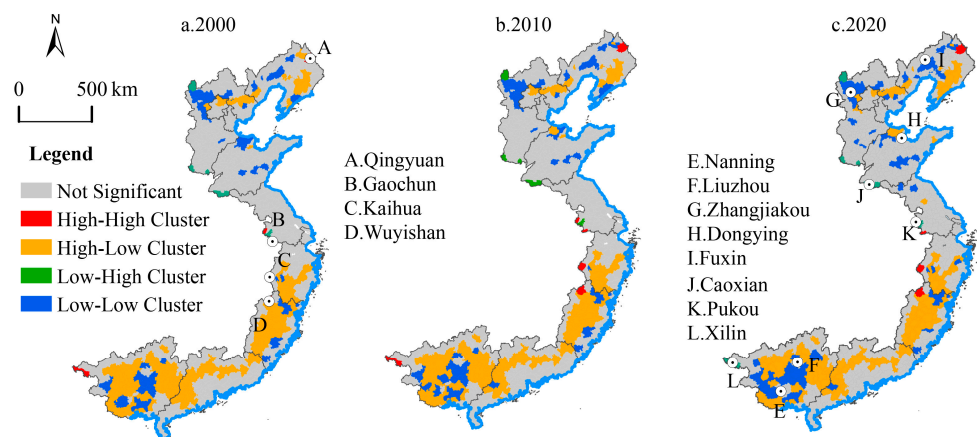 a.2000
b.2010
c.2020
N
0
500 km
Legend
Not Significant
High-High Cluster
High-Low Cluster
Low-High Cluster
Low-Low Cluster
A
B
C
D
A.Qingyuan
B.Gaochun
C.Kaihua
D.Wuyishan
E.Nanning
F.Liuzhou
G.Zhangjiakou
H.Dongying
I.Fuxin
J.Caoxian
K.Pukou
L.Xilin
I
G
H
J
K
L
F
E